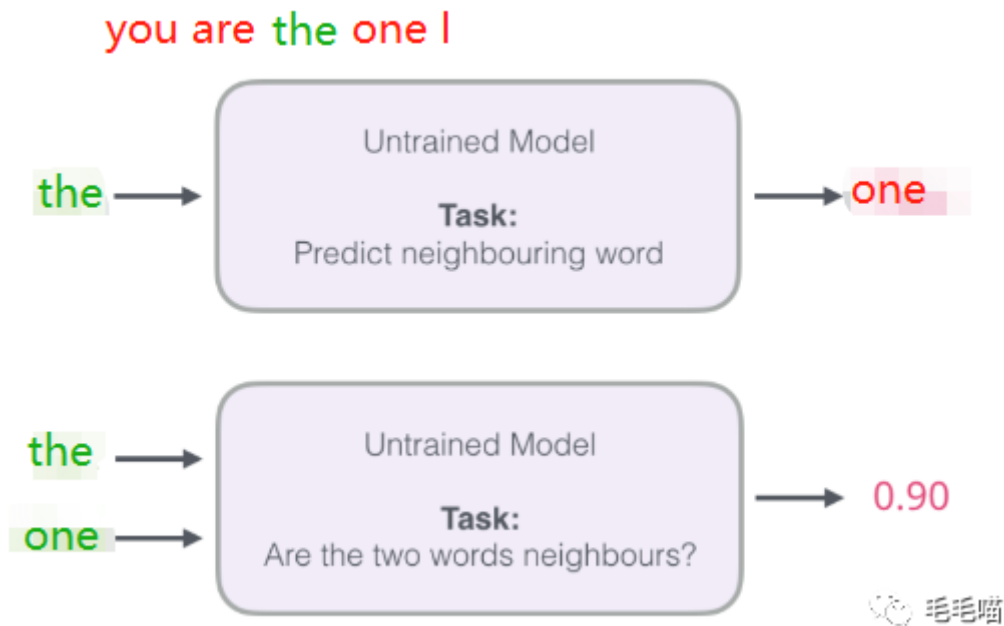 you are the one I
Untrained Model
the
one
Task:
Predict neighbouring word
the
Untrained Model
0.90
one
Task:
Are the two words neighbours?
毛毛喵